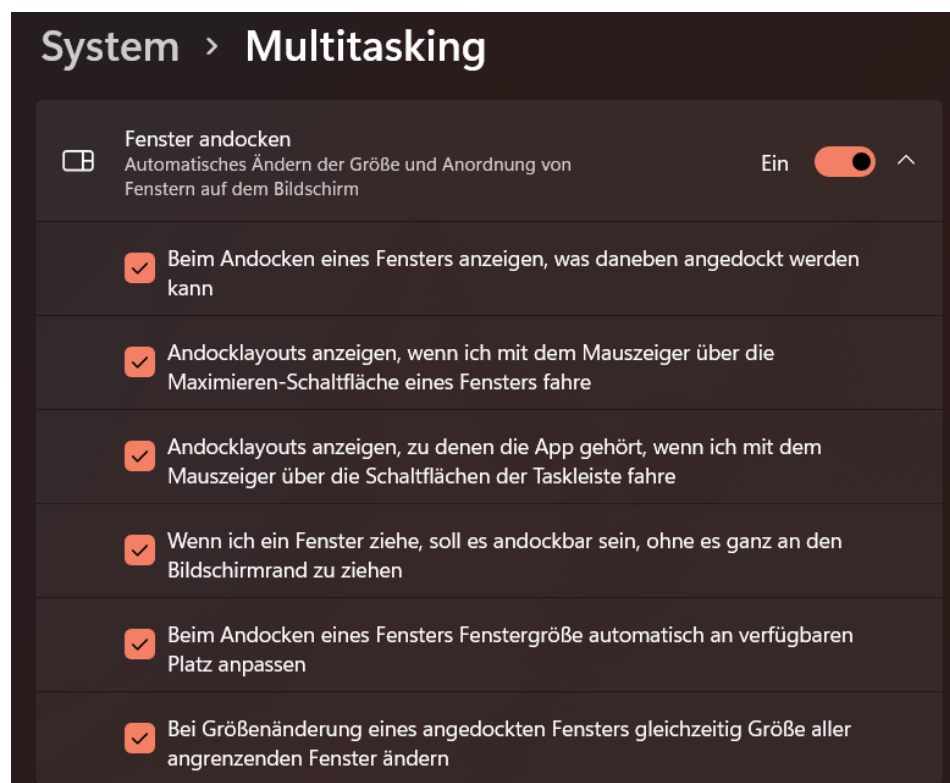 System > Multitasking
Fenster andocken
Automatisches Ändern der Größe und Anordnung von
Fenstern auf dem Bildschirm
Ein
Beim Andocken eines Fensters anzeigen, was daneben angedockt werden
kann
Andocklayouts anzeigen, wenn ich mit dem Mauszeiger über die
Maximieren-Schaltfläche eines Fensters fahre
Andocklayouts anzeigen, zu denen die App gehört, wenn ich mit dem
Mauszeiger über die Schaltflächen der Taskleiste fahre
Wenn ich ein Fenster ziehe, soll es andockbar sein, ohne es ganz an den
Bildschirmrand zu ziehen
Beim Andocken eines Fensters Fenstergröße automatisch an verfügbaren
Platz anpassen
Bei Größenänderung eines angedockten Fensters gleichzeitig Größe aller
angrenzenden Fenster ändern